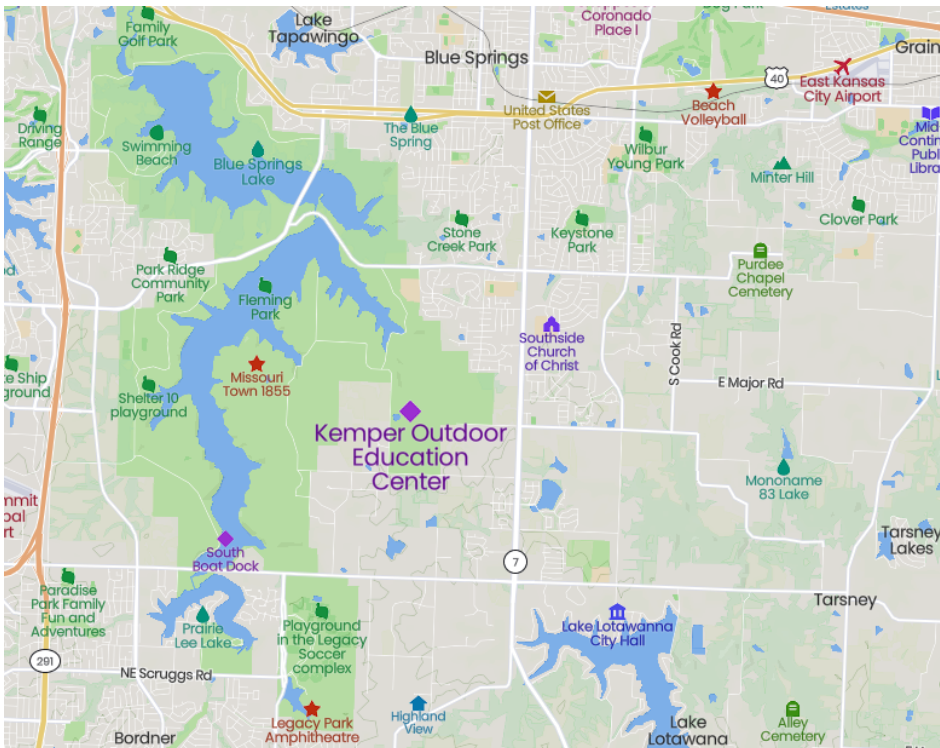 Family
Golf Park
Lake
Tapawingo
Coronado
Place I
Blue Springs
40
East Kansas
City Airport
United States
Post Office
Beach
Volleyball
Driving
Range
Swimming
Beach
Blue Springs
Lake
The Blue
Spring
Wilbur
Young Park
Minter Hill
Clover Park
Stone
Creek Park
Keystone
Park
Park Ridge
Community
Park
Fleming
Park
Purdee
Chapel
Cemetery
Southside
Church
of Christ
S Cook Rd
E Major Rd
Missouri
Town 1855
Shelter 10
playground
Kemper Outdoor
Education
Center
Mononame
83 Lake
South
Boat Dock
7
Tarsney
Lakes
Tarsney
Paradise
Park Family
Fun and
Adventures
Prairie
Lee Lake
Playground
in the Legacy
Soccer
complex
Lake Lotawanna
City Hall
291
NE Scruggs Rd
Legacy Park
Amphitheatre
Highland
View
Bordner
Lake
Lotawana
Alley
Cemetery